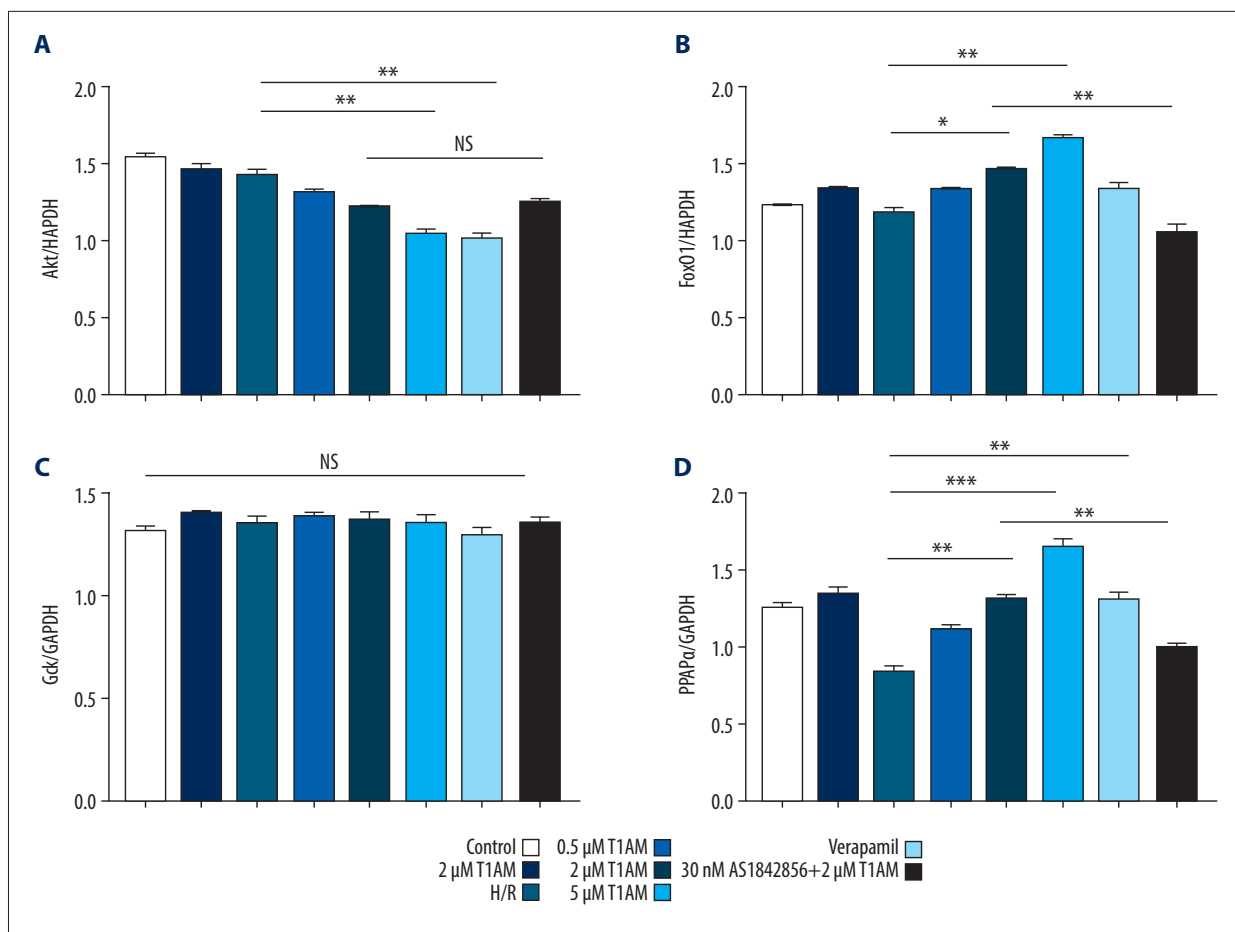 A
**
**
NS
2.0
1.5
1.0
0.5
0.0
Akt/HAPDH
B
**
**
*
2.0
1.5
1.0
0.5
0.0
FoxO1/HAPDH
C
NS
1.5
1.0
0.5
0.0
Gck/GAPDH
D
**
***
**
**
2.0
1.5
1.0
0.5
0.0
PPAPα/GAPDH
Control 0.5 µM T1AM Verapamil
2 µM T1AM 2 µM T1AM 30 nM AS1842856+2 µM T1AM
H/R 5 µM T1AM